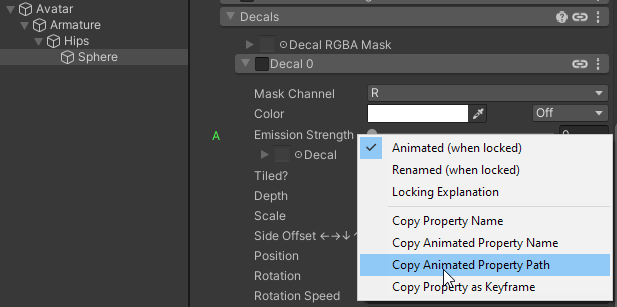 Avatar
Armature
Hips
Sphere
Decals
Decal RGBA Mask
Decal 0
Mask Channel R
Color Off
A Emission Strength
Decal
Tiled?
Depth
Scale
Side Offset ←→↓
Position
Rotation
Rotation Speed
Animated (when locked)
Renamed (when locked)
Locking Explanation
Copy Property Name
Copy Animated Property Name
Copy Animated Property Path
Copy Property as Keyframe